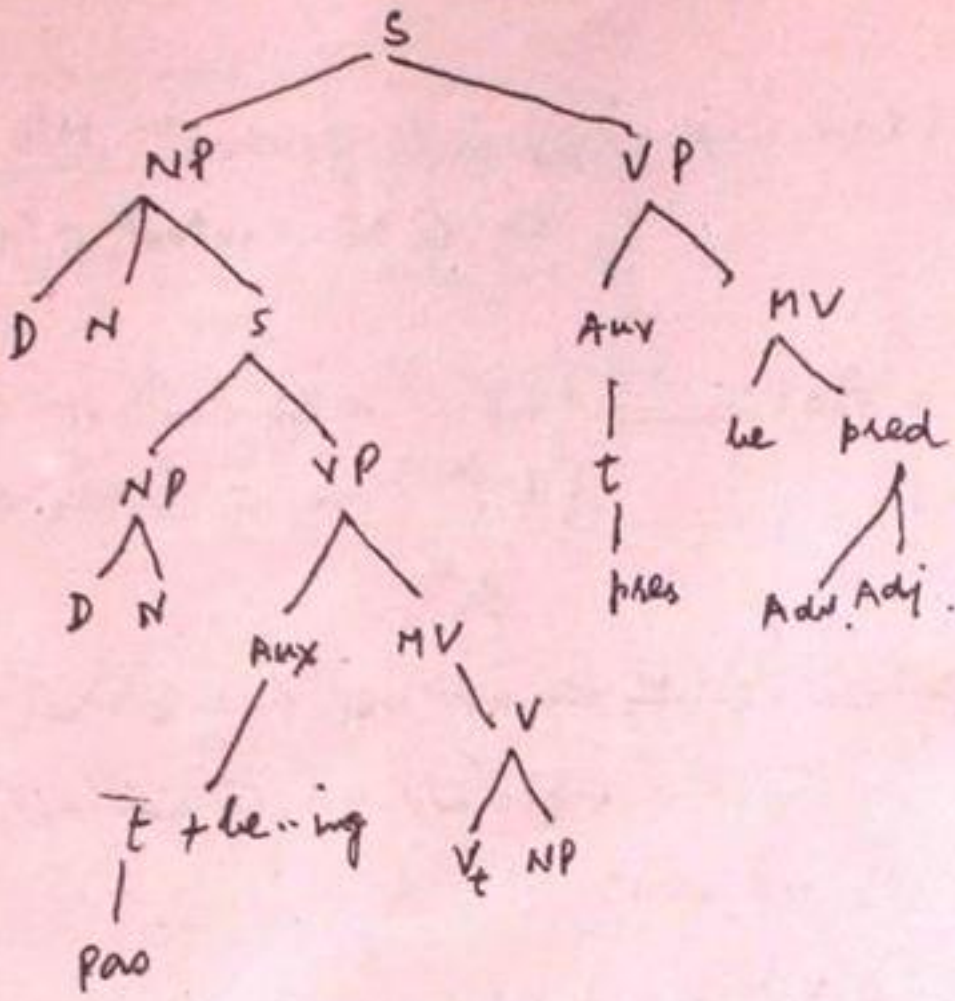 S
NP VP
D N S Aux MV
NP VP t be pred
D N Aux MV pres Adv. Adj.
V
t + be -- ing Vt NP
pas